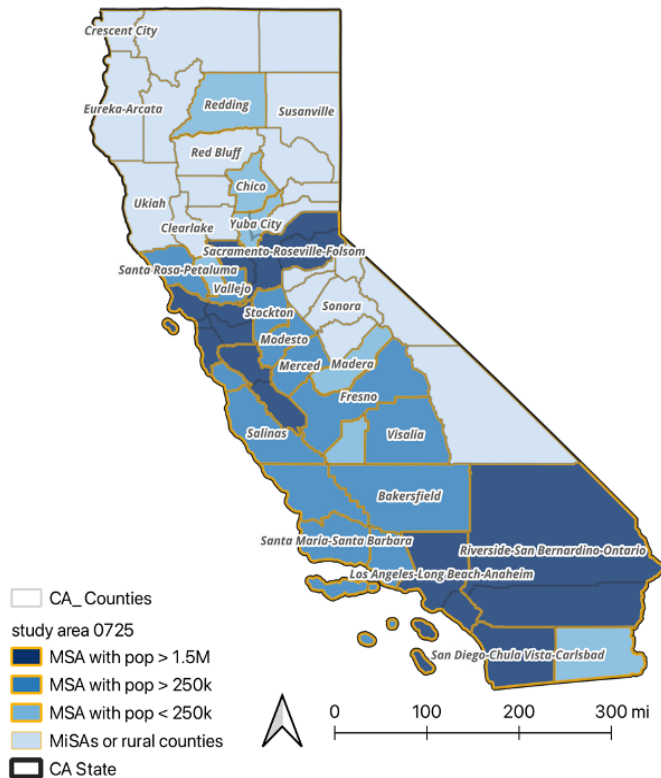 Crescent City
Eureka-Arcata
Redding
Susanville
Red Bluff
Chico
Ukiah
Clearlake
Yuba City
Sacramento-Roseville-Folsom
Santa Rosa-Petaluma
Vallejo
Stockton
Sonora
Modesto
Merced
Madera
Fresno
Salinas
Visalia
Bakersfield
Santa Maria-Santa Barbara
Riverside-San Bernardino-Ontario
Los Angeles-Long Beach-Anaheim
San Diego-Chula Vista-Carlsbad
CA_ Counties
study area 0725
MSA with pop > 1.5M
MSA with pop > 250k
MSA with pop < 250k
MiSAs or rural counties
CA State
0 100 200 300 mi